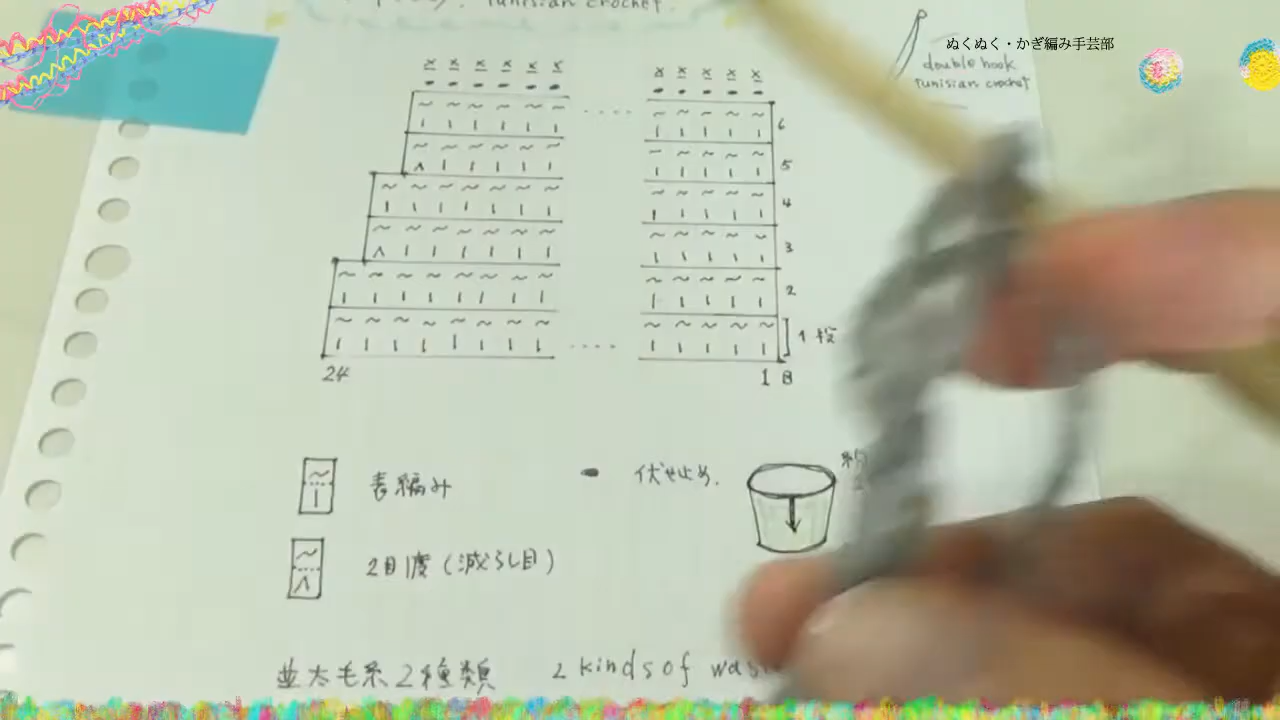 Tunisian crochet.
ぬくぬく・かぎ編み手芸部
double hook
Tunisian crochet
6
5
4
3
2
1 段
24
1 目
表編み
伏せ止め.
2目1度(減らし目)
並太毛糸2種類 2 kinds of